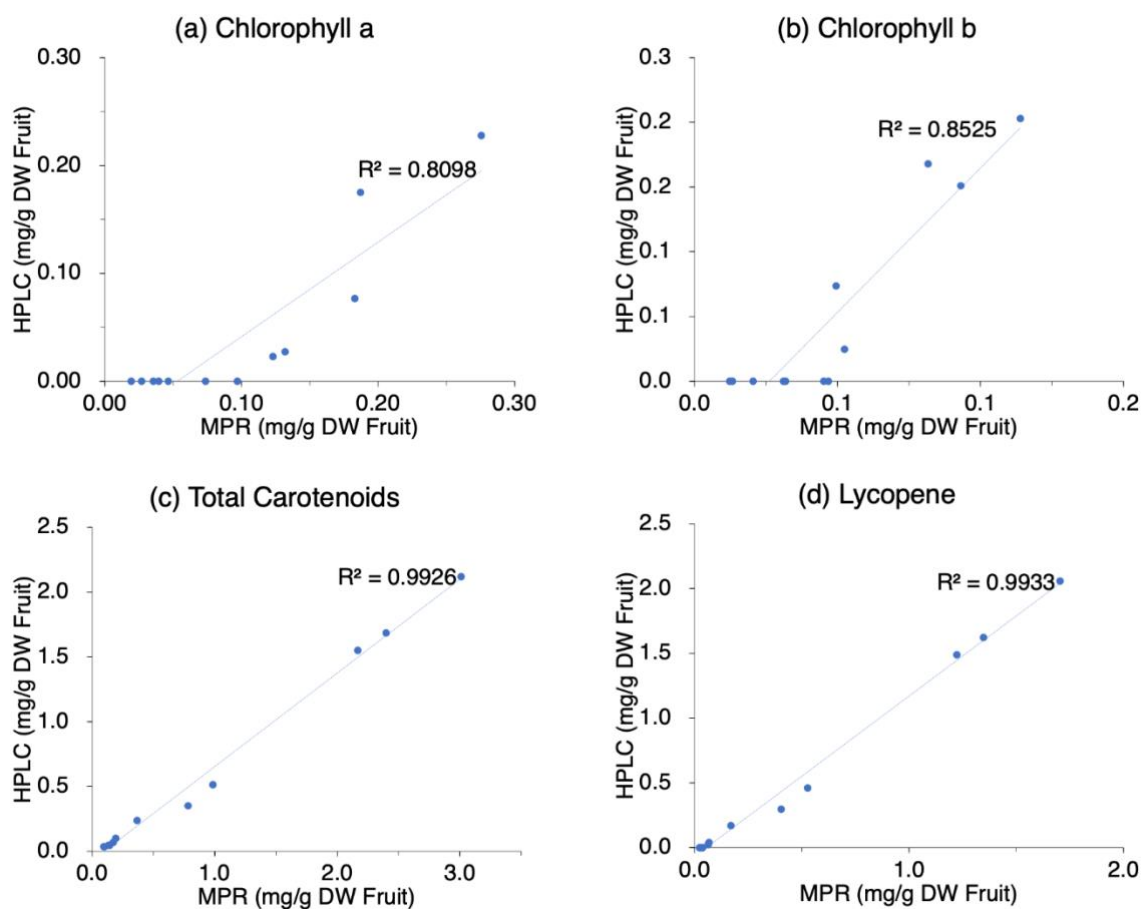 (a) Chlorophyll a
0.30
0.20
0.10
0.00
HPLC (mg/g DW Fruit)
R² = 0.8098
0.00 0.10 0.20 0.30
MPR (mg/g DW Fruit)
(b) Chlorophyll b
0.3
0.2
0.2
0.1
0.1
0.0
HPLC (mg/g DW Fruit)
R² = 0.8525
0.0 0.1 0.1 0.2
MPR (mg/g DW Fruit)
(c) Total Carotenoids
2.5
2.0
1.5
1.0
0.5
0.0
HPLC (mg/g DW Fruit)
R² = 0.9926
0.0 1.0 2.0 3.0
MPR (mg/g DW Fruit)
(d) Lycopene
2.5
2.0
1.5
1.0
0.5
0.0
HPLC (mg/g DW Fruit)
R² = 0.9933
0.0 1.0 2.0
MPR (mg/g DW Fruit)